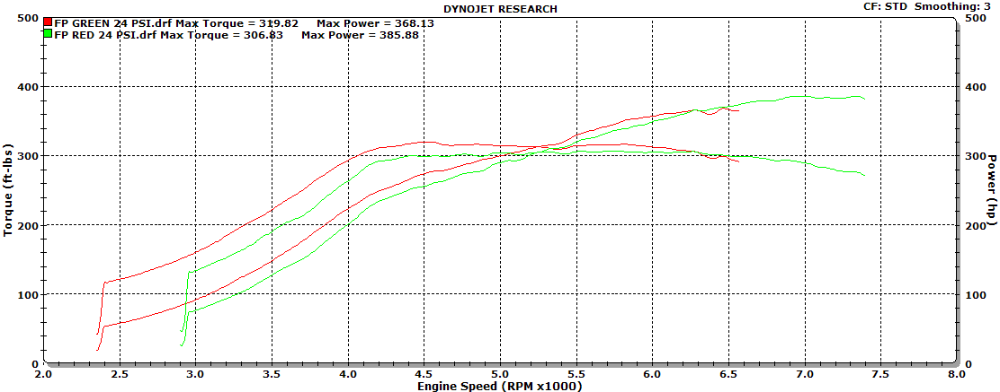 DYNOJET RESEARCH
CF: STD Smoothing: 3
FP GREEN 24 PSI.drf Max Torque = 319.82 Max Power = 368.13
FP RED 24 PSI.drf Max Torque = 306.83 Max Power = 385.88
500
400
300
200
100
0
Torque (ft-lbs)
500
400
300
200
100
0
Power (hp)
2.0 2.5 3.0 3.5 4.0 4.5 5.0 5.5 6.0 6.5 7.0 7.5 8.0
Engine Speed (RPM x1000)